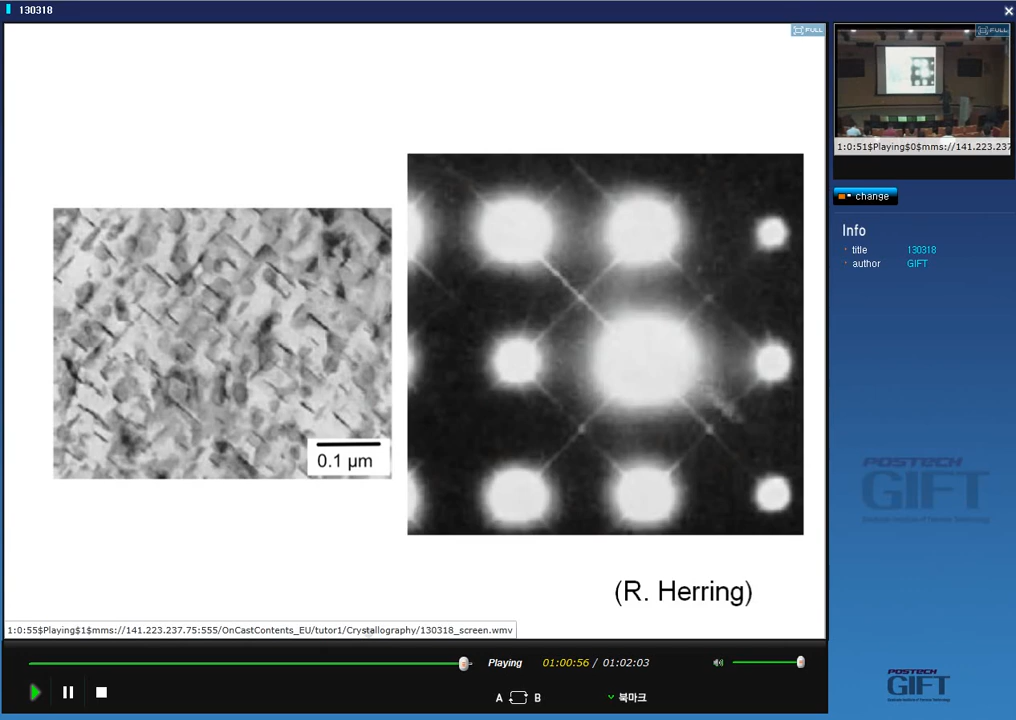 130318
FULL
FULL
1:0:51$Playing$0$mms://141.223.237
change
Info
title 130318
author GIFT
0.1 μm
(R. Herring)
POSTECH
GIFT
1:0:55$Playing$1$mms://141.223.237.75:555/OnCastContents_EU/tutor1/Crystallography/130318_screen.wmv
Playing 01:00:56 / 01:02:03
A B 북마크
POSTECH
GIFT